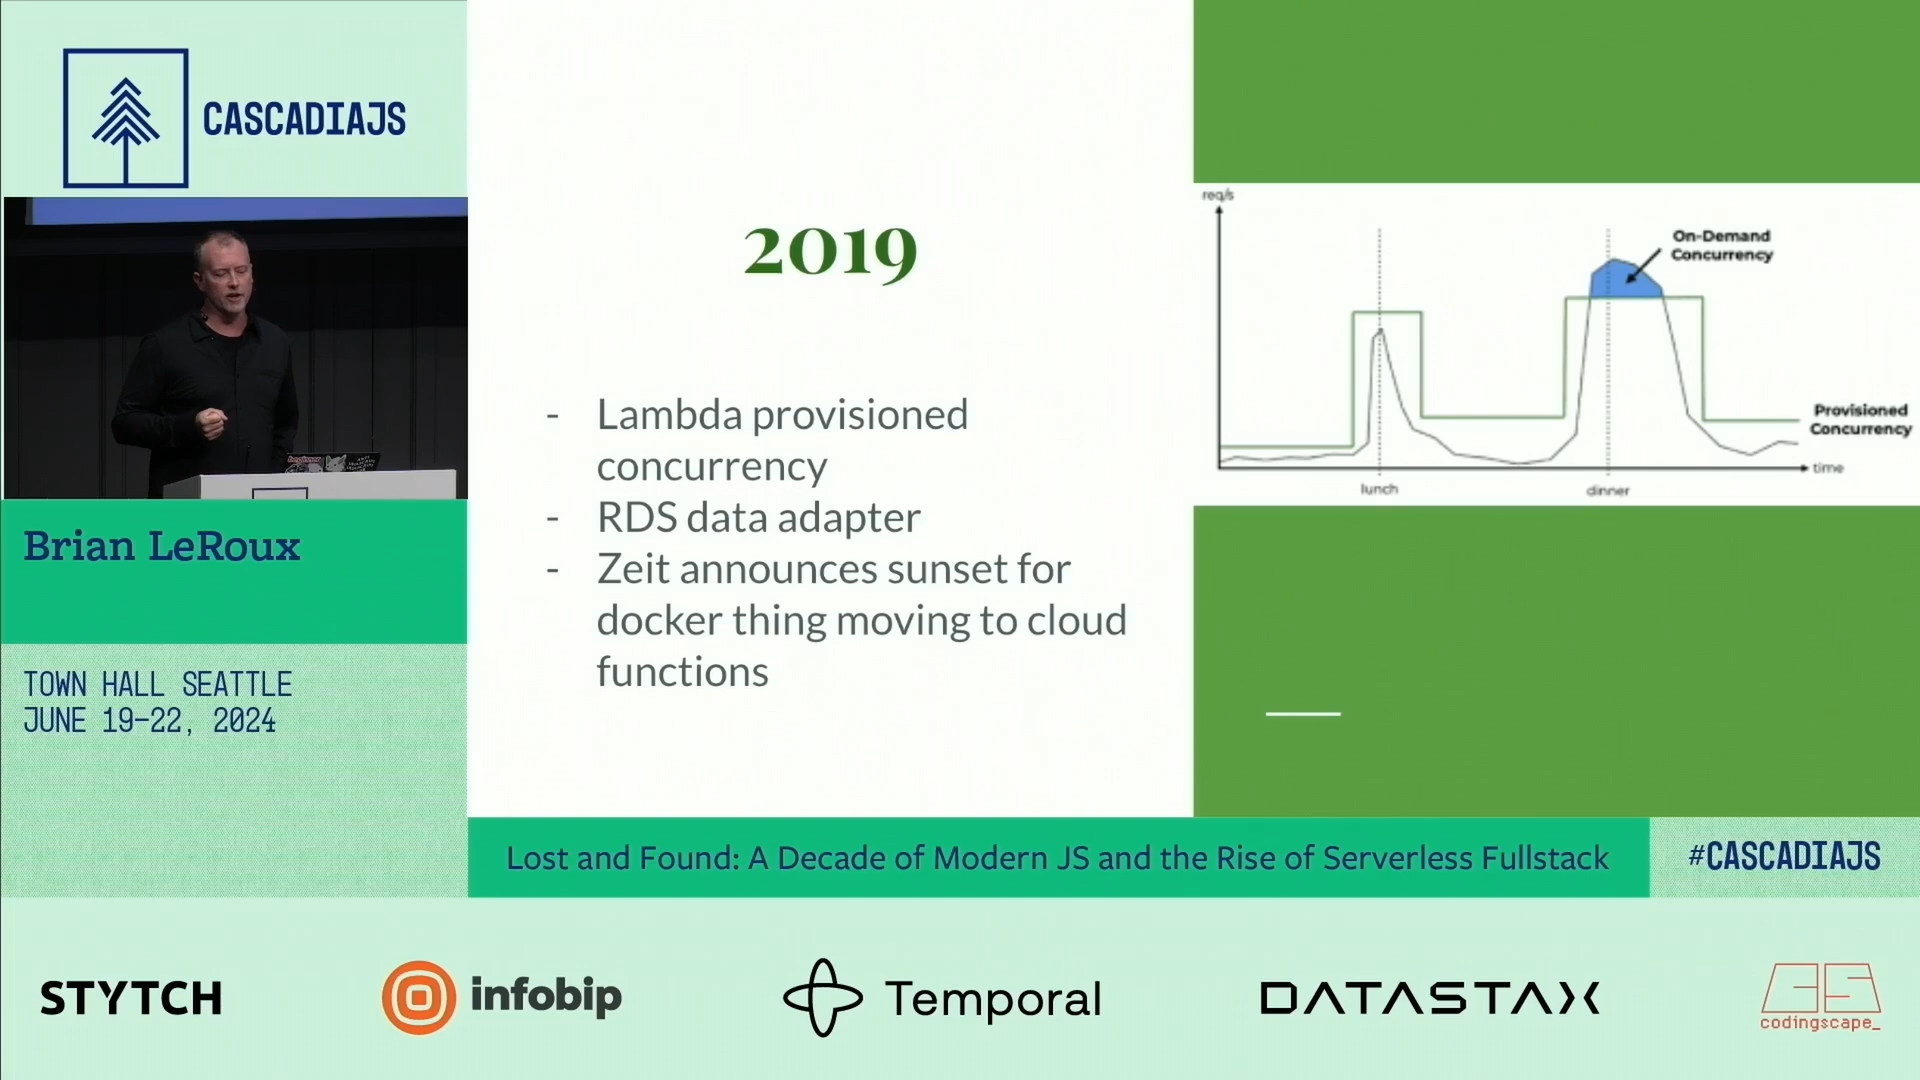 CASCADIAJS
Brian LeRoux
TOWN HALL SEATTLE
JUNE 19-22, 2024
2019
- Lambda provisioned
concurrency
- RDS data adapter
- Zeit announces sunset for
docker thing moving to cloud
functions
req/s
On-Demand
Concurrency
Provisioned
Concurrency
time
lunch
dinner
Lost and Found: A Decade of Modern JS and the Rise of Serverless Fullstack
#CASCADIAJS
STYTCH
infobip
Temporal
DATASTAX
CS
codingscape_